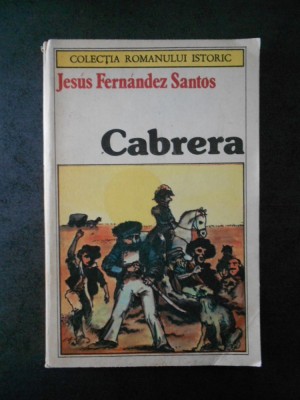 COLECȚIA ROMANULUI ISTORIC
Jesús Fernández Santos
Cabrera